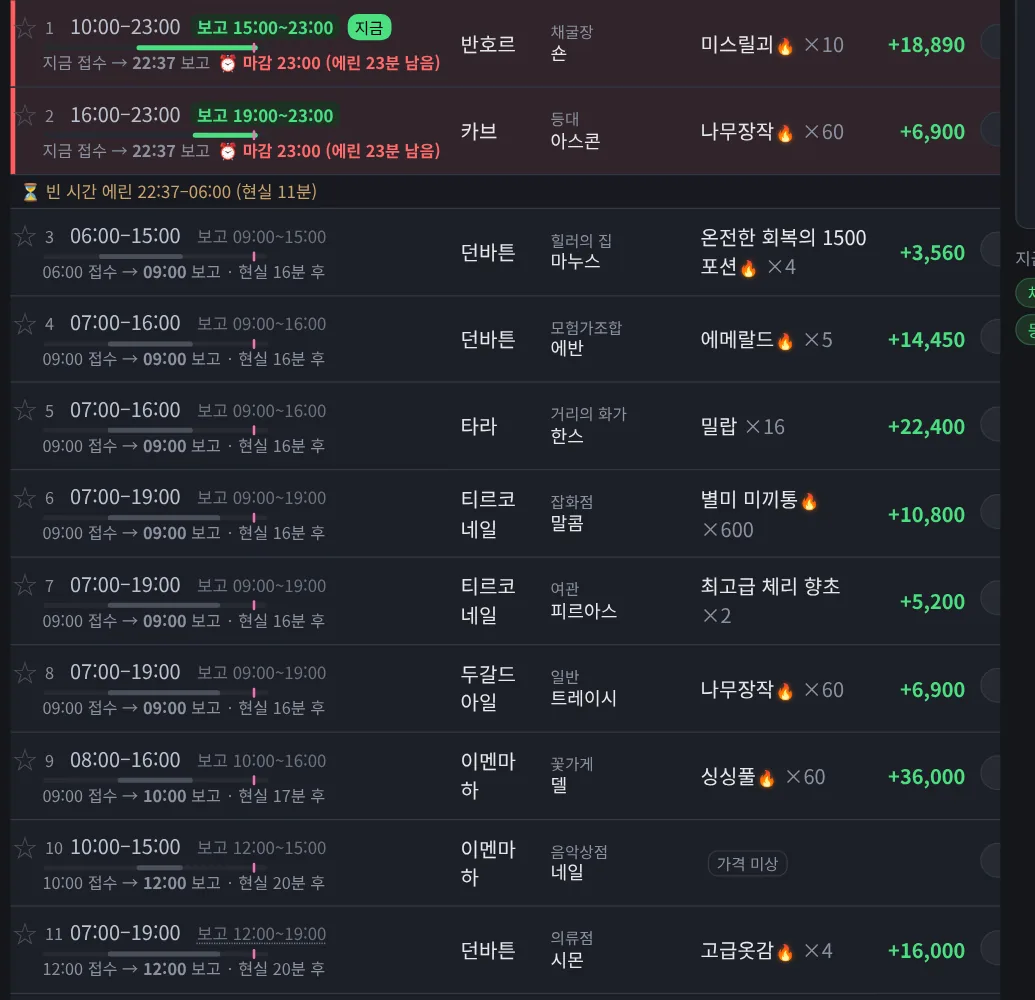 1 10:00–23:00 보고 15:00~23:00 지금
지금 접수 → 22:37 보고 ⏰ 마감 23:00 (에린 23분 남음)
반호르
채굴장
숀
미스릴괴🔥 ×10
+18,890
2 16:00–23:00 보고 19:00~23:00
지금 접수 → 22:37 보고 ⏰ 마감 23:00 (에린 23분 남음)
카브
등대
아스콘
나무장작🔥 ×60
+6,900
⏳ 빈 시간 에린 22:37–06:00 (현실 11분)
3 06:00–15:00 보고 09:00~15:00
06:00 접수 → 09:00 보고 · 현실 16분 후
던바튼
힐러의 집
마누스
온전한 회복의 1500
포션🔥 ×4
+3,560
4 07:00–16:00 보고 09:00~16:00
09:00 접수 → 09:00 보고 · 현실 16분 후
던바튼
모험가조합
에반
에메랄드🔥 ×5
+14,450
5 07:00–16:00 보고 09:00~16:00
09:00 접수 → 09:00 보고 · 현실 16분 후
타라
거리의 화가
한스
밀랍 ×16
+22,400
6 07:00–19:00 보고 09:00~19:00
09:00 접수 → 09:00 보고 · 현실 16분 후
티르코
네일
잡화점
말콤
별미 미끼통🔥
×600
+10,800
7 07:00–19:00 보고 09:00~19:00
09:00 접수 → 09:00 보고 · 현실 16분 후
티르코
네일
여관
피르아스
최고급 체리 향초
×2
+5,200
8 07:00–19:00 보고 09:00~19:00
09:00 접수 → 09:00 보고 · 현실 16분 후
두갈드
아일
일반
트레이시
나무장작🔥 ×60
+6,900
9 08:00–16:00 보고 10:00~16:00
09:00 접수 → 10:00 보고 · 현실 17분 후
이멘마
하
꽃가게
델
싱싱풀🔥 ×60
+36,000
10 10:00–15:00 보고 12:00~15:00
10:00 접수 → 12:00 보고 · 현실 20분 후
이멘마
하
음악상점
네일
가격 미상
11 07:00–19:00 보고 12:00~19:00
12:00 접수 → 12:00 보고 · 현실 20분 후
던바튼
의류점
시몬
고급옷감🔥 ×4
+16,000